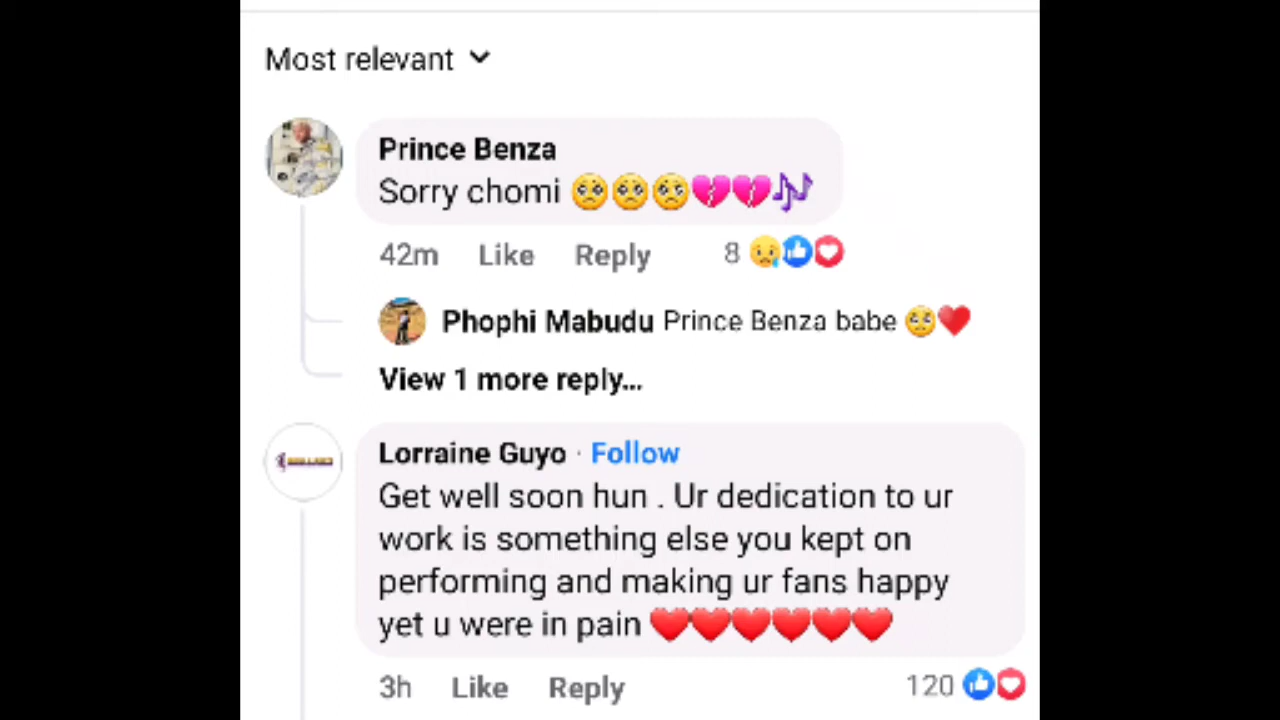 Most relevant
Prince Benza
Sorry chomi 🥺🥺🥺💔💔🎶
42m Like Reply 8
Phophi Mabudu Prince Benza babe 🥺❤️
View 1 more reply...
Lorraine Guyo · Follow
Get well soon hun . Ur dedication to ur
work is something else you kept on
performing and making ur fans happy
yet u were in pain ❤️❤️❤️❤️❤️❤️
3h Like Reply 120